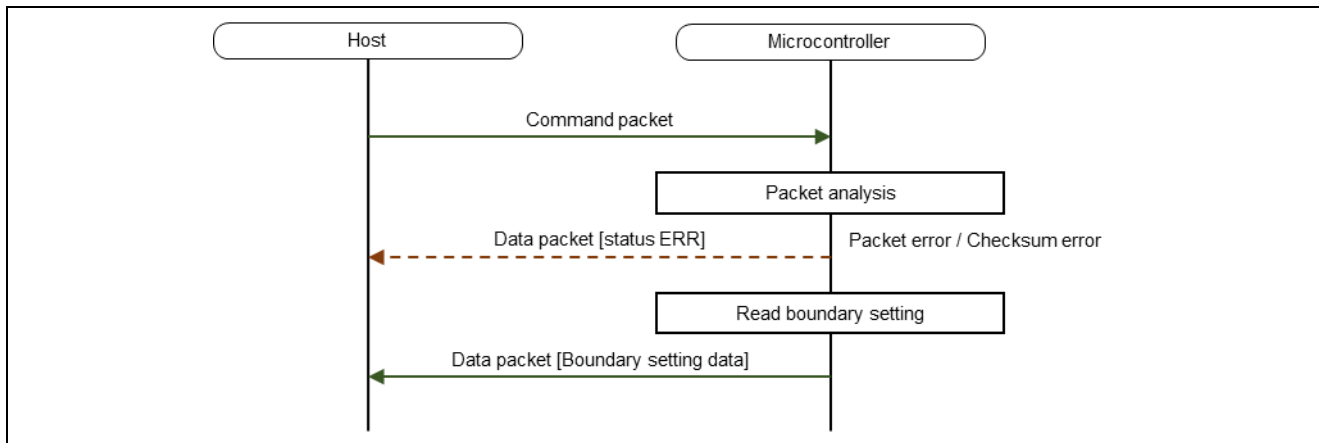 Host
Microcontroller
Command packet
Packet analysis
Data packet [status ERR]
Packet error / Checksum error
Read boundary setting
Data packet [Boundary setting data]